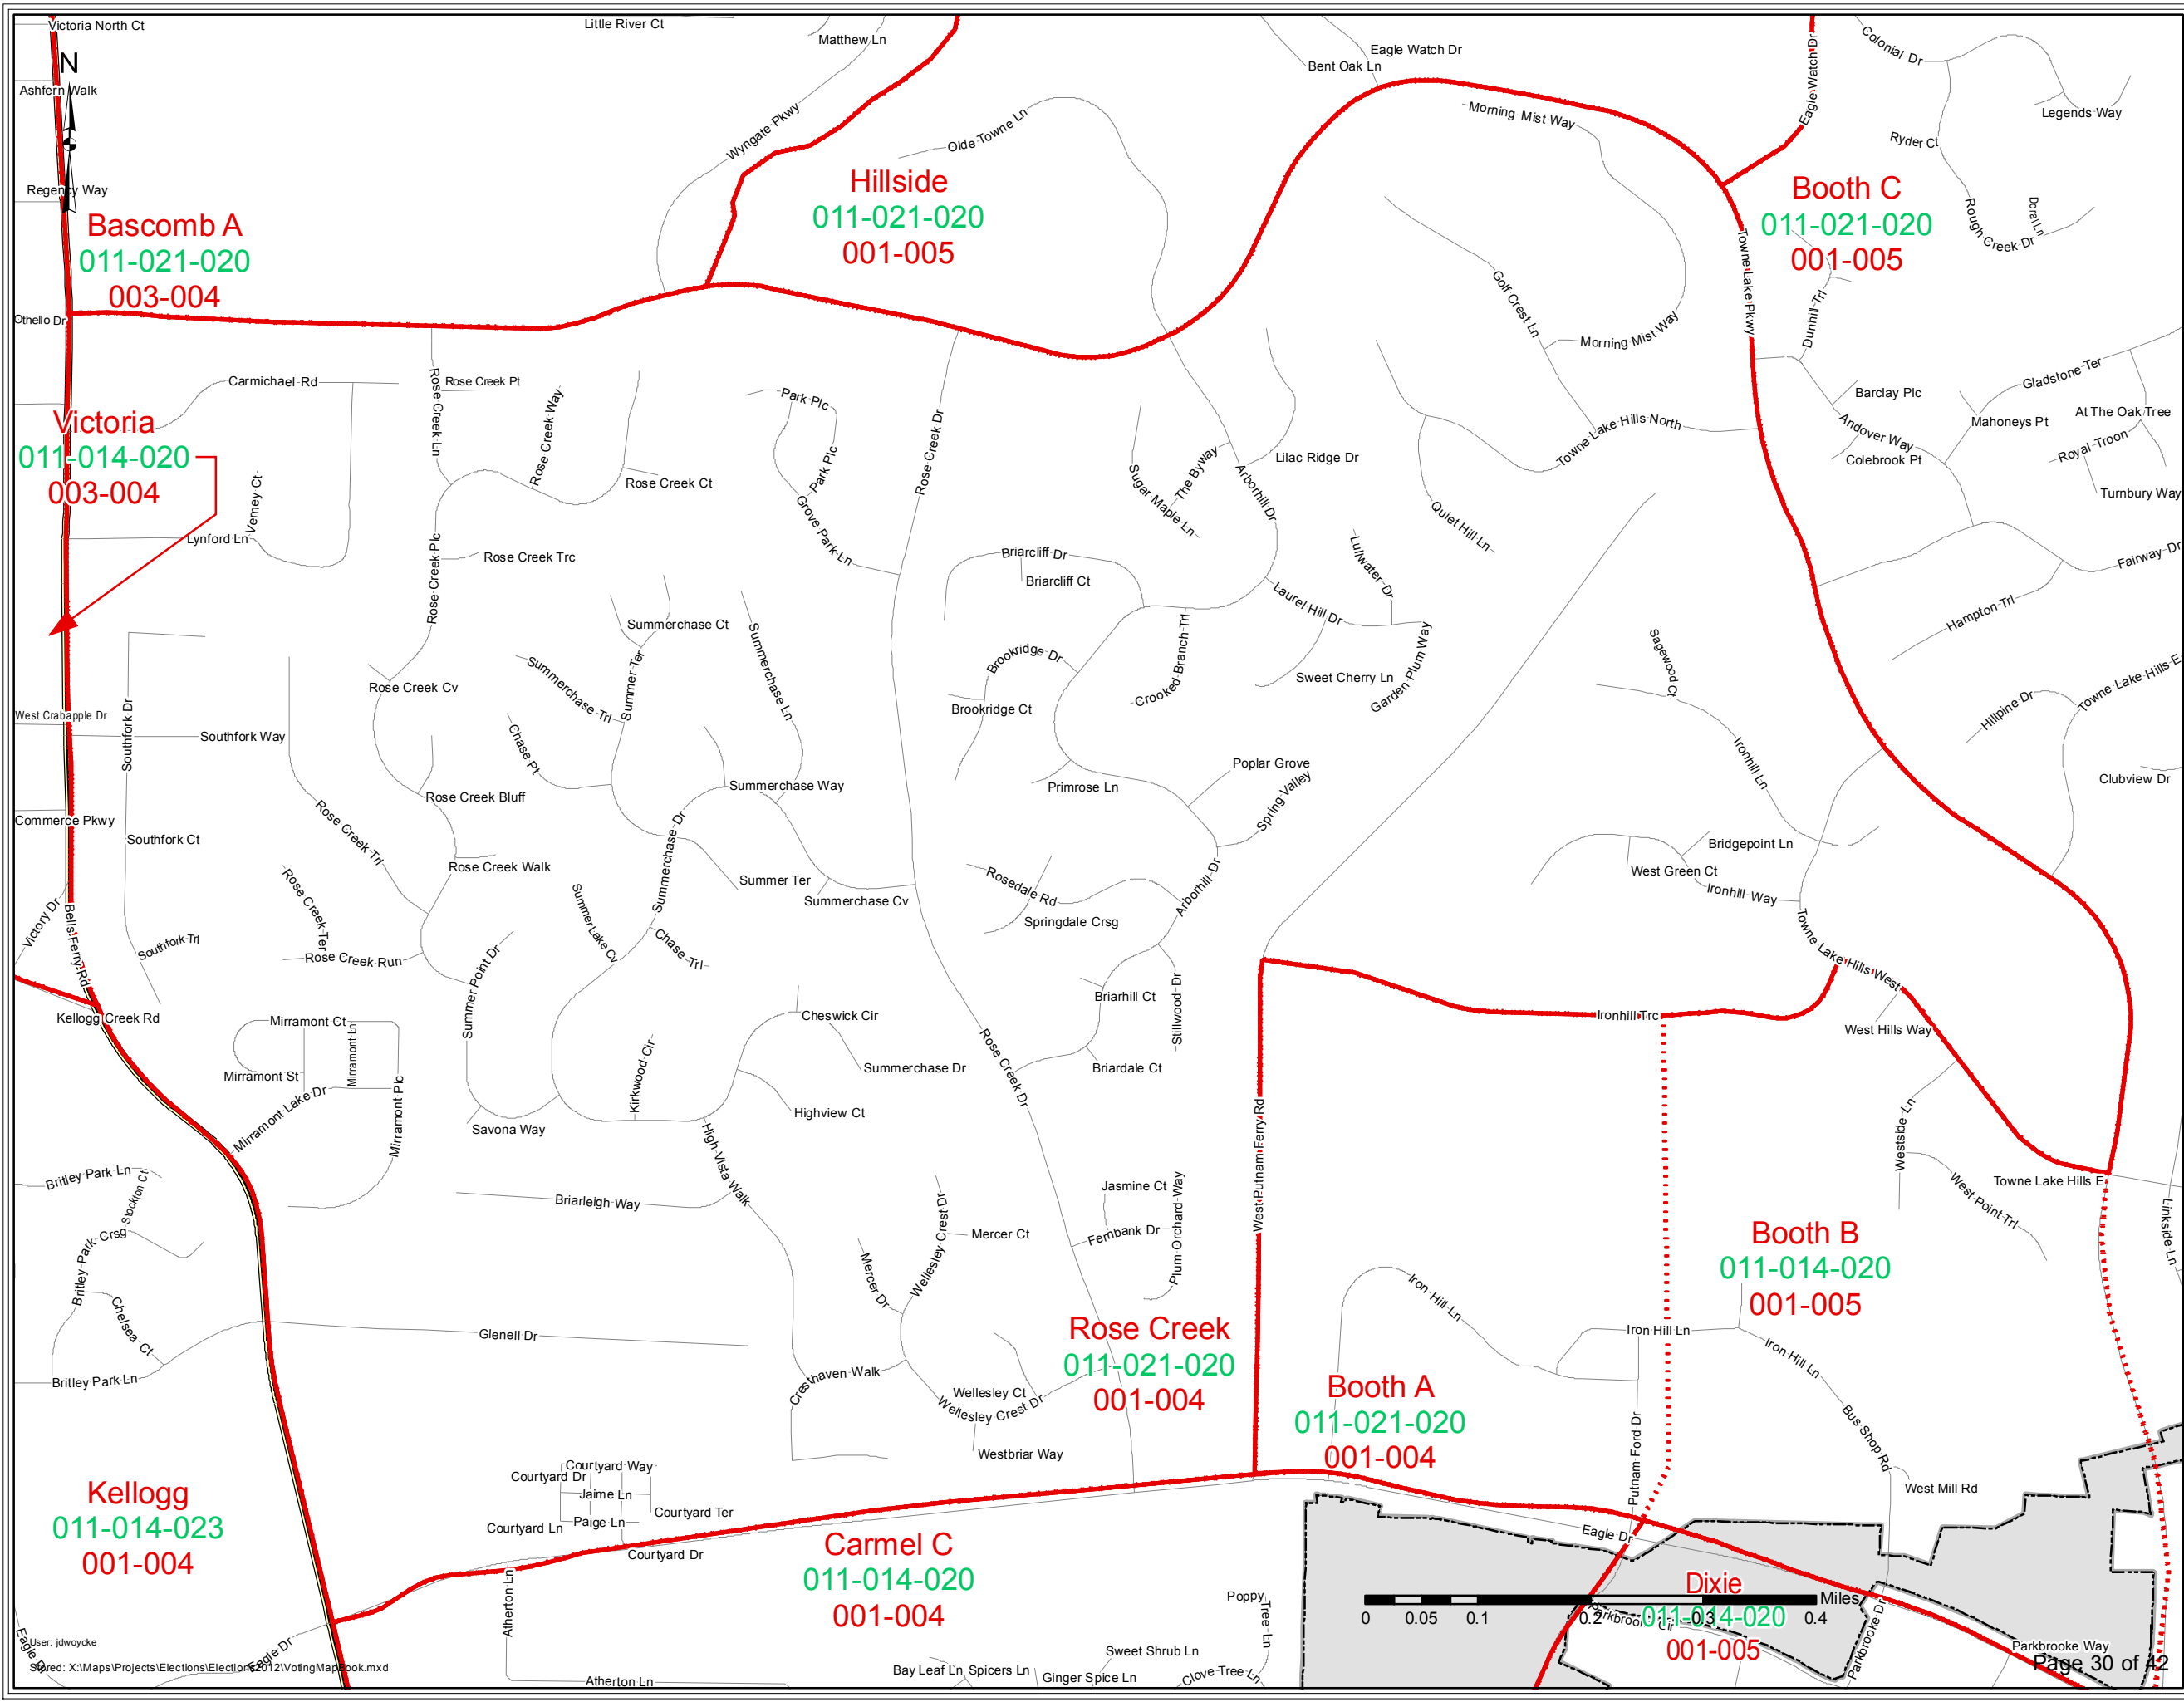 Victoria North Ct
Little River Ct
Matthew Ln
Eagle Watch Dr
Bent Oak Ln
Eagle Watch Dr
Colonial Dr
N
Ashfern Walk
Legends Way
Morning Mist Way
Wyngate Pkwy
Olde Towne Ln
Ryder Ct
Regency Way
Bascomb A
011-021-020
003-004
Hillside
011-021-020
001-005
Booth C
011-021-020
001-005
Rough Creek Dr
Doral Ln
Towne Lake Pkwy
Othello Dr
Golf Crest Ln
Morning Mist Way
Dunhill Trl
Carmichael Rd
Rose Creek Ln
Rose Creek Pt
Rose Creek Way
Park Plc
Park Plc
Rose Creek Dr
Gladstone Ter
Barclay Plc
Mahoneys Pt
At The Oak Tree
Andover Way
Royal Troon
Colebrook Pt
Turnbury Way
Victoria
011-014-020
003-004
Towne Lake Hills North
Lilac Ridge Dr
The ByWay
Sugar Maple Ln
Arborhill Dr
Quiet Hill Ln
Rose Creek Ct
Verney Ct
Lynford Ln
Grove Park Ln
Rose Creek Plc
Rose Creek Trc
Briarcliff Dr
Briarcliff Ct
Lullwater Dr
Laurel Hill Dr
Fairway Dr
Hampton Trl
Summerchase Ct
Summerchase Ln
Summer Ter
Summerchase Trl
Brookridge Dr
Crooked Branch Trl
Sweet Cherry Ln
Garden Plum Way
Sagewood Ct
Rose Creek Cv
Brookridge Ct
Towne Lake Hills E
Hillpine Dr
West Crabapple Dr
Southfork Dr
Southfork Way
Chase Pt
Ironhill Ln
Clubview Dr
Poplar Grove
Spring Valley
Primrose Ln
Summerchase Way
Rose Creek Bluff
Rose Creek Trl
Commerce Pkwy
Southfork Ct
Summerchase Dr
Bridgepoint Ln
West Green Ct
Ironhill Way
Rose Creek Walk
Rose Creek Ter
Summer Ter
Summerchase Cv
Rosedale Rd
Springdale Crsg
Arborhill Dr
Victory Dr
Bells Ferry Rd
Southfork Trl
Rose Creek Run
Summer Lake Cv
Chase Trl
Summer Point Dr
Towne Lake Hills West
West Hills Way
Briarhill Ct
Stillwood Dr
Kellogg Creek Rd
Ironhill Trc
Mirramont Ct
Mirramont Ln
Mirramont St
Mirramont Lake Dr
Mirramont Plc
Cheswick Cir
Kirkwood Cir
Summerchase Dr
Rose Creek Dr
Briardale Ct
Savona Way
Highview Ct
High Vista Walk
West Putnam Ferry Rd
Westside Ln
West Point Trl
Towne Lake Hills E
Linkside Ln
Britley Park Ln
Stockton Ct
Britley Park Crsg
Briarleigh Way
Jasmine Ct
Fernbank Dr
Plum Orchard Way
Wellesley Crest Dr
Mercer Ct
Mercer Dr
Booth B
011-014-020
001-005
Chelsea Ct
Britley Park Ln
Glenell Dr
Iron Hill Ln
Iron Hill Ln
Iron Hill Ln
Rose Creek
011-021-020
001-004
Cresthaven Walk
Wellesley Ct
Wellesley Crest Dr
Westbriar Way
Booth A
011-021-020
001-004
Putnam Ford Dr
Bus Shop Rd
West Mill Rd
Courtyard Way
Courtyard Dr
Jaime Ln
Courtyard Ter
Paige Ln
Courtyard Ln
Courtyard Dr
Kellogg
011-014-023
001-004
Carmel C
011-014-020
001-004
Eagle Dr
Dixie
011-014-020
001-005
Miles
0 0.05 0.1 0.2 0.3 0.4
Parkbrooke Dr
Parkbrooke Way
Atherton Ln
Atherton Ln
Poppy Tree Ln
Sweet Shrub Ln
Bay Leaf Ln
Spicers Ln
Ginger Spice Ln
Clove Tree Ln
Eagle Dr
Eagle Dr
User: jdwoycke
Stored: X:\Maps\Projects\Elections\Elections2012\VotingMapBook.mxd
Page 30 of 42